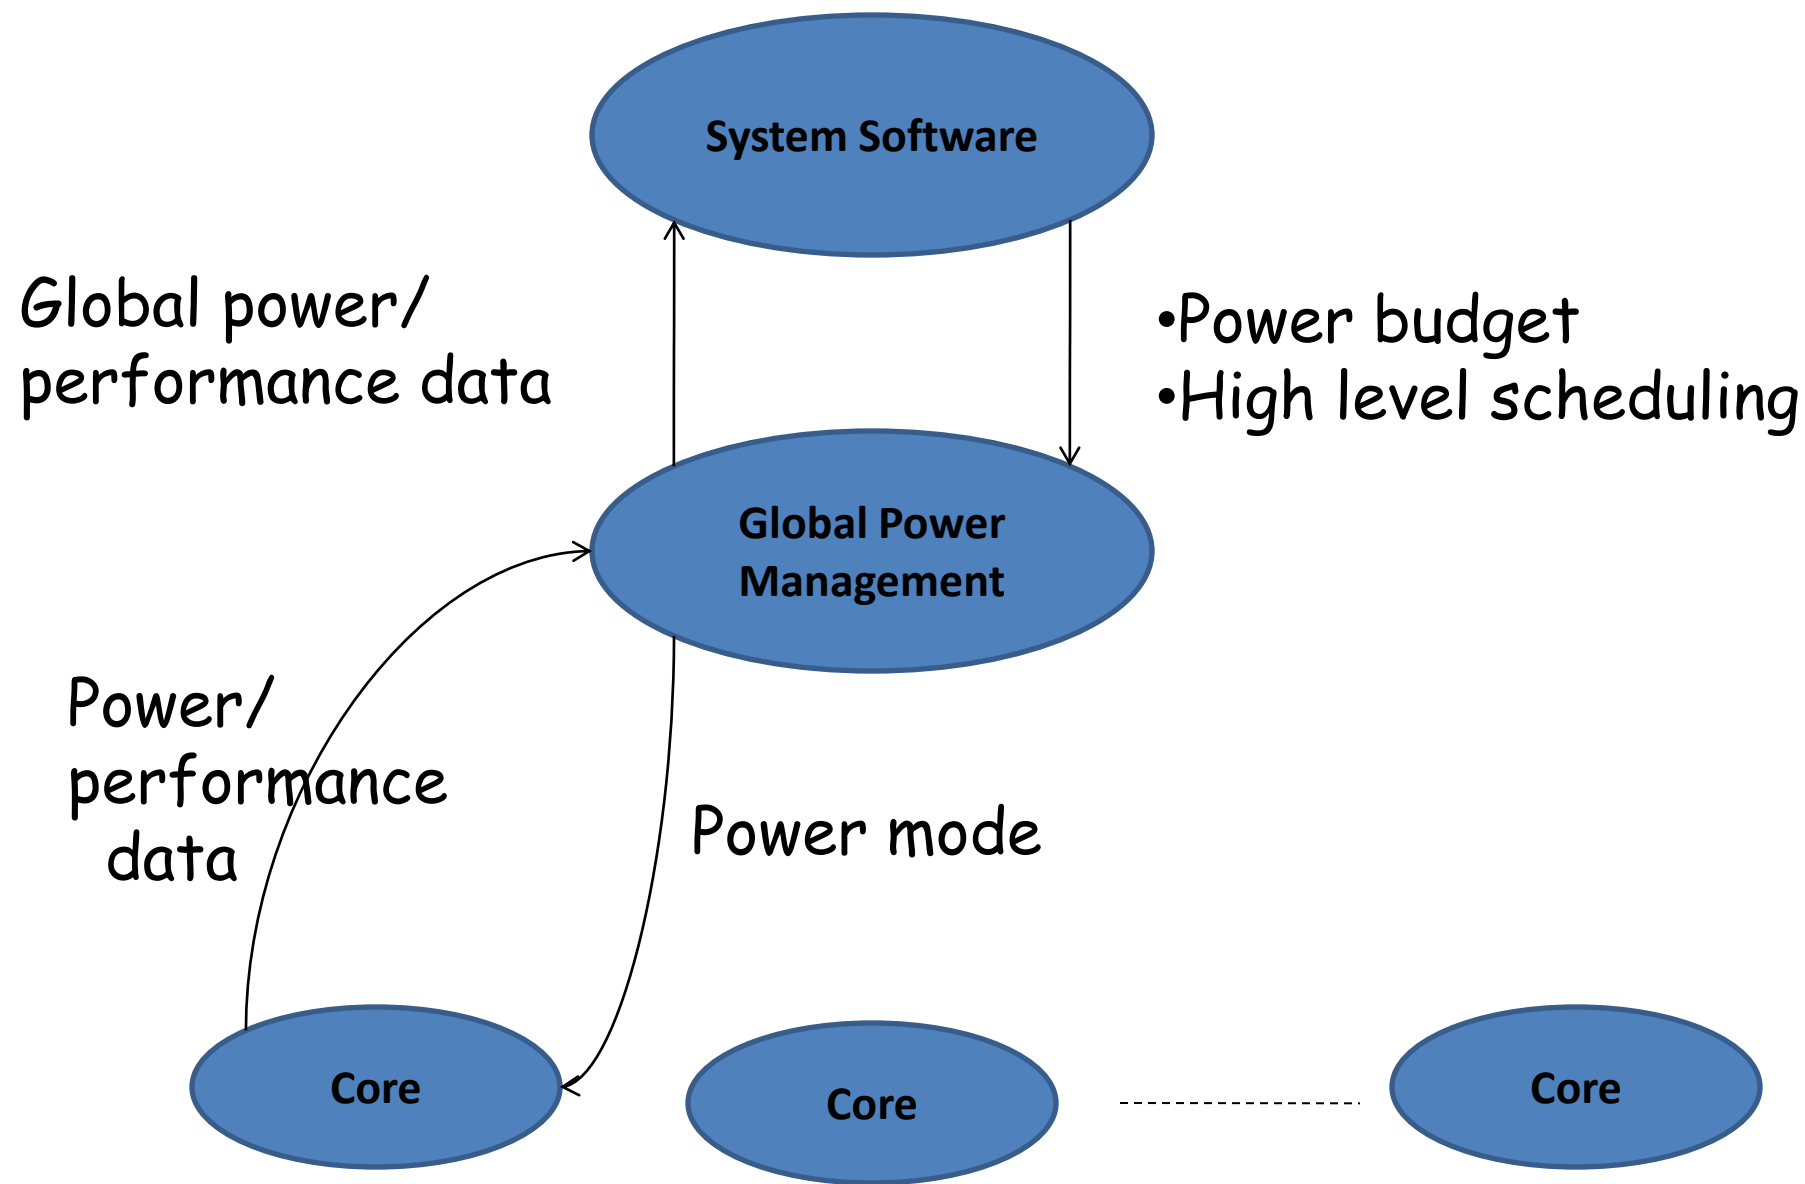 System Software
Global power/
performance data
•Power budget
•High level scheduling
Global Power
Management
Power/
performance
data
Power mode
Core
Core
Core